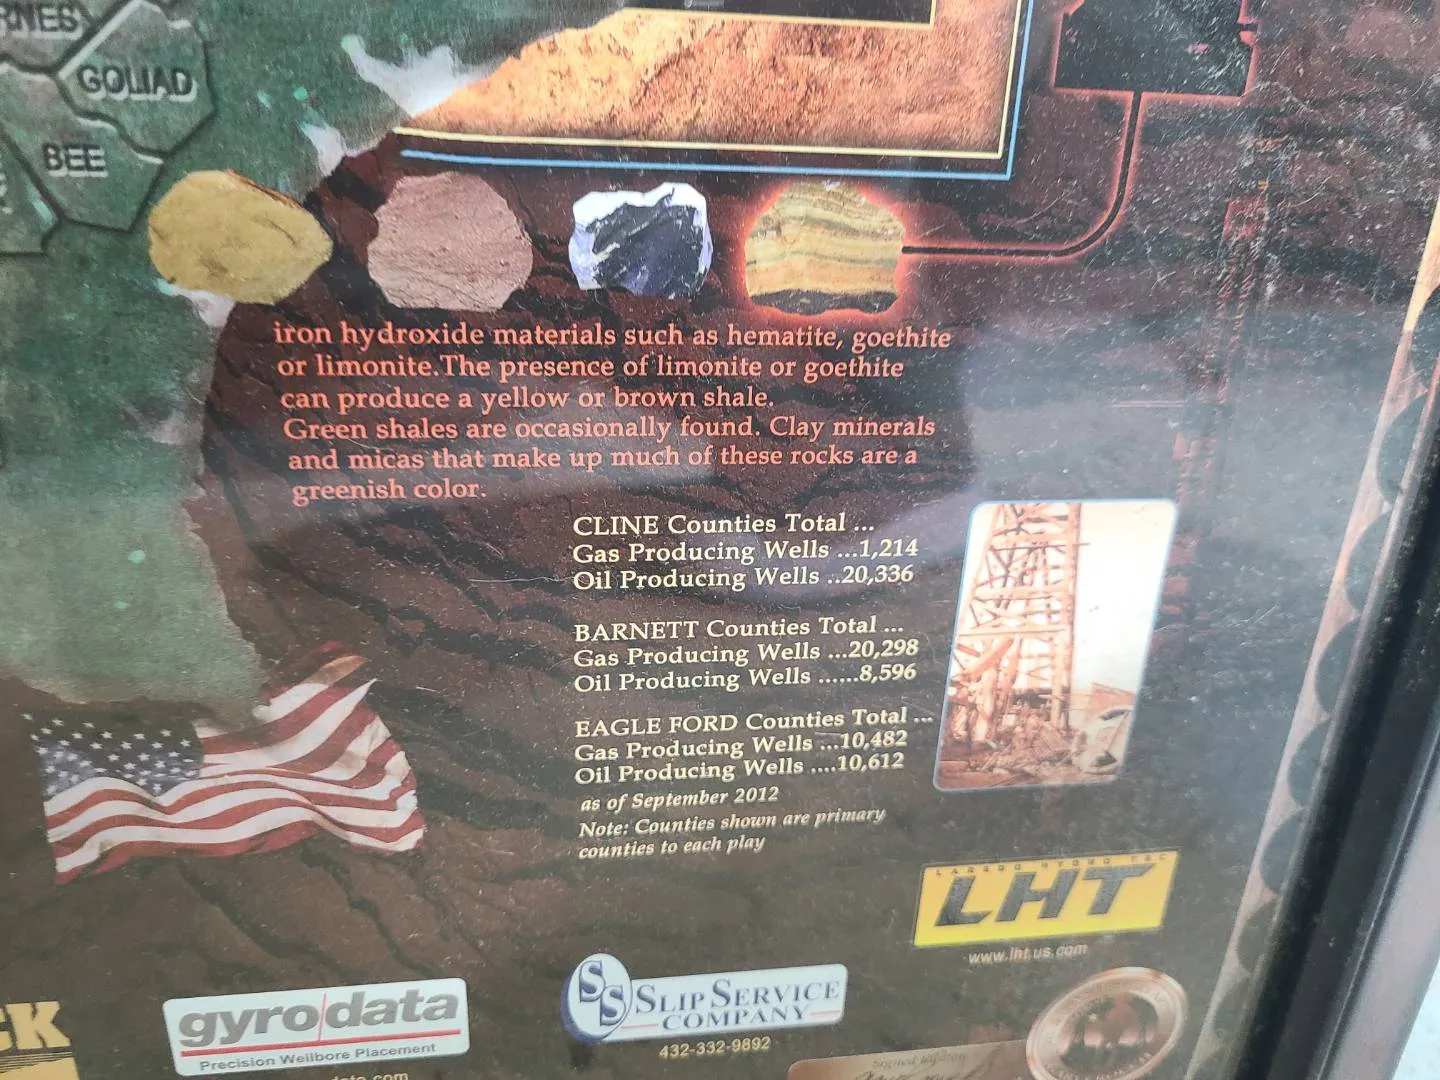 GOLIAD
BEE
iron hydroxide materials such as hematite, goethite
or limonite.The presence of limonite or goethite
can produce a yellow or brown shale.
Green shales are occasionally found. Clay minerals
and micas that make up much of these rocks are a
greenish color.
CLINE Counties Total ...
Gas Producing Wells ...1,214
Oil Producing Wells ..20,336
BARNETT Counties Total ...
Gas Producing Wells ...20,298
Oil Producing Wells ......8,596
EAGLE FORD Counties Total ...
Gas Producing Wells ...10,482
Oil Producing Wells ....10,612
as of September 2012
Note: Counties shown are primary
counties to each play
LHT
www.lht.us.com
gyro/data
Precision Wellbore Placement
SS
SLIP SERVICE
COMPANY
432-332-9892